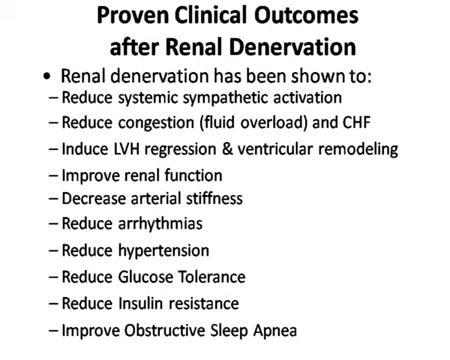 Proven Clinical Outcomes
after Renal Denervation
• Renal denervation has been shown to:
– Reduce systemic sympathetic activation
– Reduce congestion (fluid overload) and CHF
– Induce LVH regression & ventricular remodeling
– Improve renal function
– Decrease arterial stiffness
– Reduce arrhythmias
– Reduce hypertension
– Reduce Glucose Tolerance
– Reduce Insulin resistance
– Improve Obstructive Sleep Apnea